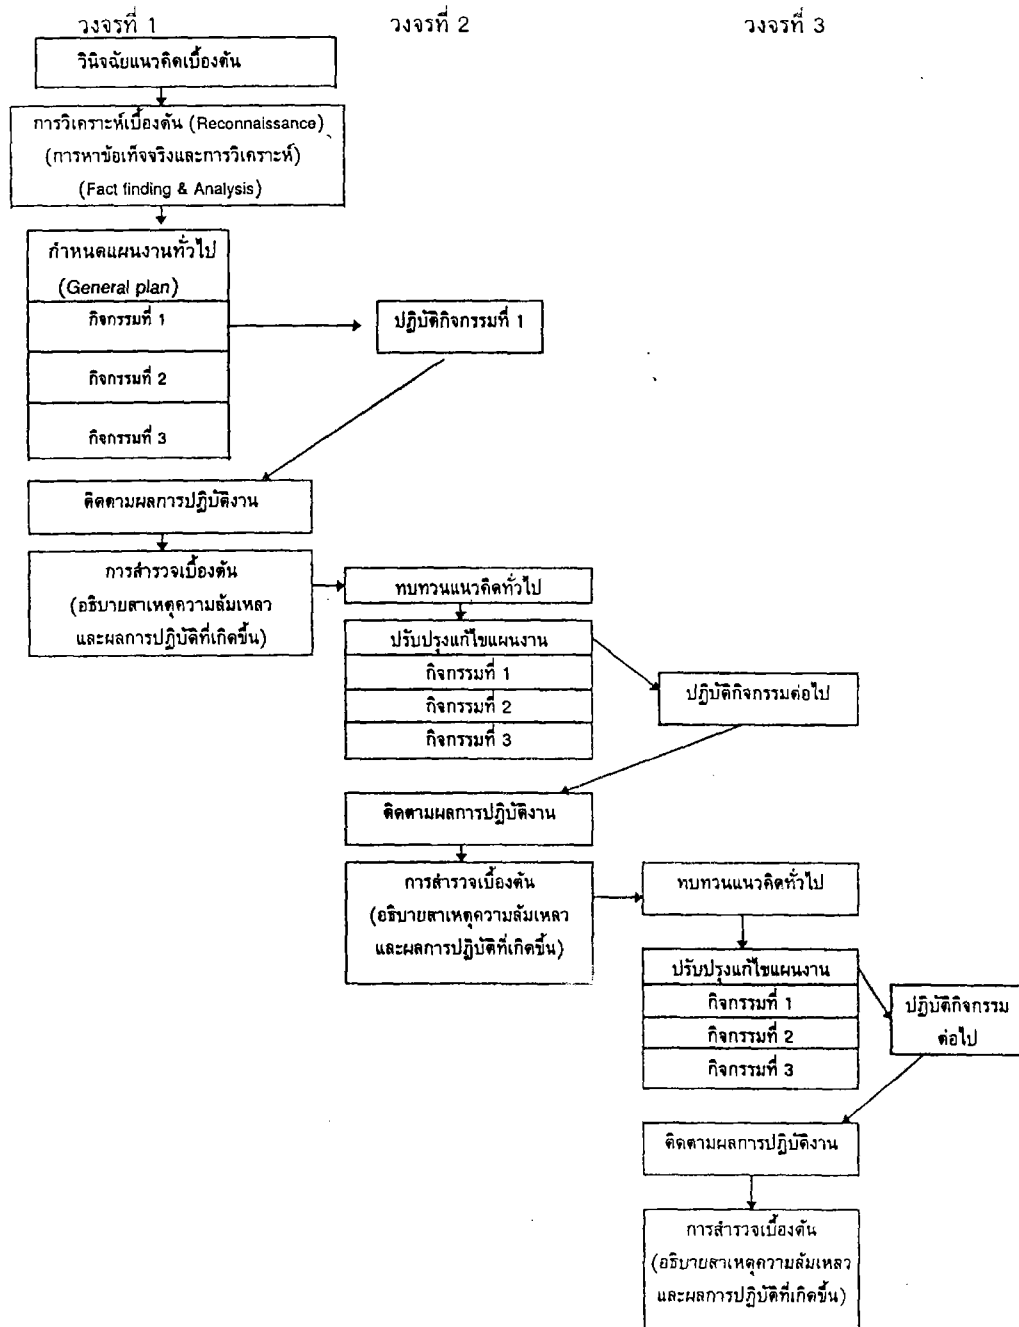 วงจรที่ 1
วงจรที่ 2
วงจรที่ 3
วินิจฉัยแนวคิดเบื้องต้น
การวิเคราะห์เบื้องต้น (Reconnaissance)
(การหาข้อเท็จจริงและการวิเคราะห์)
(Fact finding & Analysis)
กำหนดแผนงานทั่วไป
(General plan)
กิจกรรมที่ 1
กิจกรรมที่ 2
กิจกรรมที่ 3
ปฏิบัติกิจกรรมที่ 1
ติดตามผลการปฏิบัติงาน
การสำรวจเบื้องต้น
(อธิบายสาเหตุความล้มเหลว
และผลการปฏิบัติที่เกิดขึ้น)
ทบทวนแนวคิดทั่วไป
ปรับปรุงแก้ไขแผนงาน
กิจกรรมที่ 1
กิจกรรมที่ 2
กิจกรรมที่ 3
ปฏิบัติกิจกรรมต่อไป
ติดตามผลการปฏิบัติงาน
การสำรวจเบื้องต้น
(อธิบายสาเหตุความล้มเหลว
และผลการปฏิบัติที่เกิดขึ้น)
ทบทวนแนวคิดทั่วไป
ปรับปรุงแก้ไขแผนงาน
กิจกรรมที่ 1
กิจกรรมที่ 2
กิจกรรมที่ 3
ปฏิบัติกิจกรรม
ต่อไป
ติดตามผลการปฏิบัติงาน
การสำรวจเบื้องต้น
(อธิบายสาเหตุความล้มเหลว
และผลการปฏิบัติที่เกิดขึ้น)